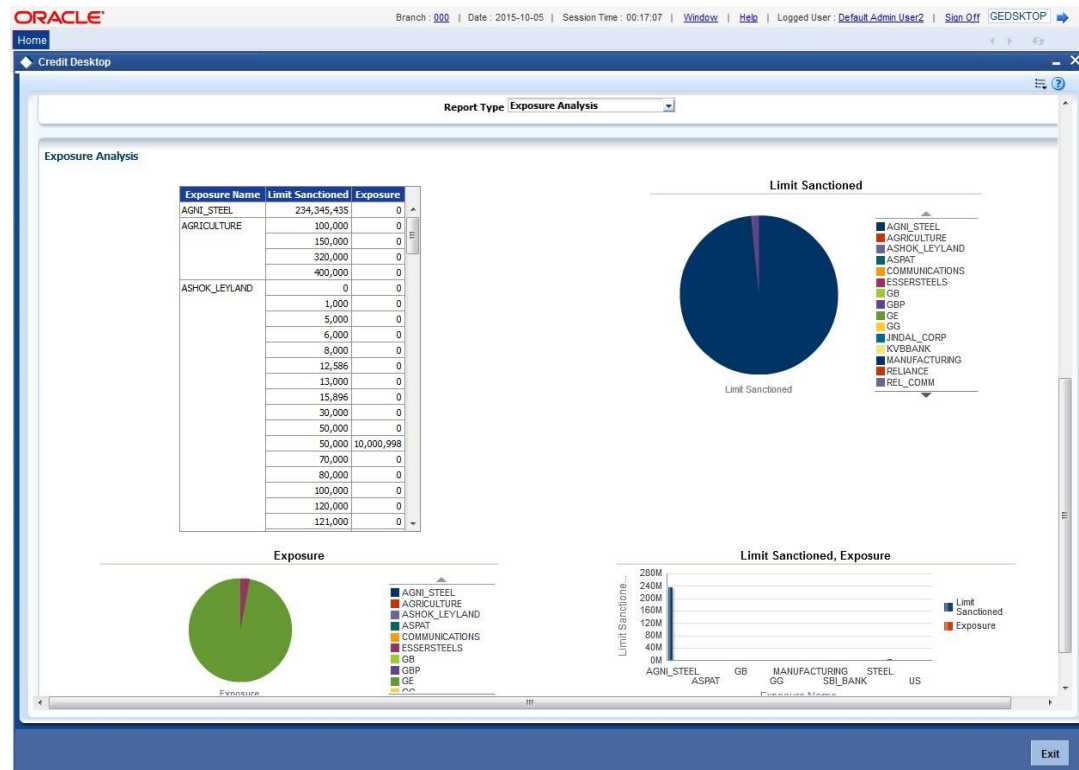 ORACLE
Branch : 000 | Date : 2015-10-05 | Session Time : 00:17:07 | Window | Help | Logged User : Default Admin User2 | Sign Off GEDSKTOP
Home
Credit Desktop
Report Type Exposure Analysis
Exposure Analysis
Exposure Name Limit Sanctioned Exposure
AGNI_STEEL 234,345,435 0
AGRICULTURE 100,000 0
150,000 0
320,000 0
400,000 0
ASHOK_LEYLAND 0 0
1,000 0
5,000 0
6,000 0
8,000 0
12,586 0
13,000 0
15,896 0
30,000 0
50,000 0
50,000 10,000,998
70,000 0
80,000 0
100,000 0
120,000 0
121,000 0
Limit Sanctioned
AGNI_STEEL
AGRICULTURE
ASHOK_LEYLAND
ASPAT
COMMUNICATIONS
ESSERSTEELS
GB
GBP
GE
GG
JINDAL_CORP
KVBBANK
MANUFACTURING
RELIANCE
REL_COMM
Limit Sanctioned
Exposure
AGNI_STEEL
AGRICULTURE
ASHOK_LEYLAND
ASPAT
COMMUNICATIONS
ESSERSTEELS
GB
GBP
GE
GG
Exposure
Limit Sanctioned, Exposure
Limit Sanctione...
280M
240M
200M
160M
120M
80M
40M
0M
AGNI_STEEL GB MANUFACTURING STEEL
ASPAT GG SBI_BANK US
Exposure Name
Limit
Sanctioned
Exposure
Exit